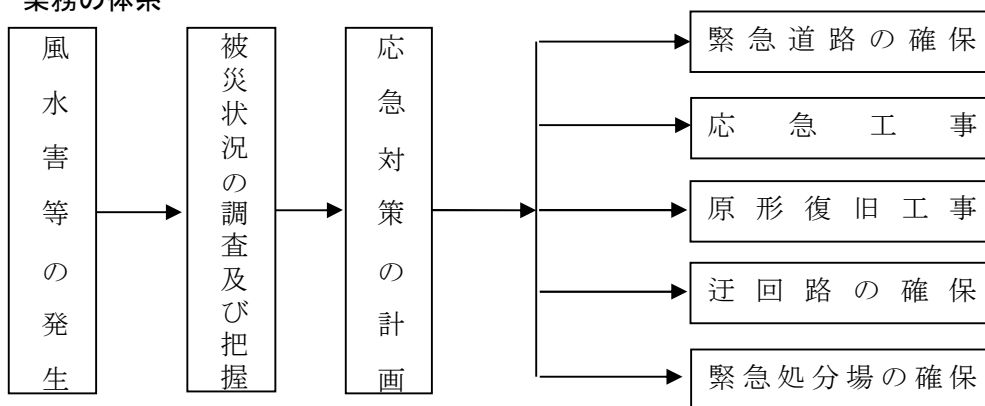 業務の体系
風水害等の発生
被災状況の調査及び把握
応急対策の計画
緊急道路の確保
応急工事
原形復旧工事
迂回路の確保
緊急処分場の確保